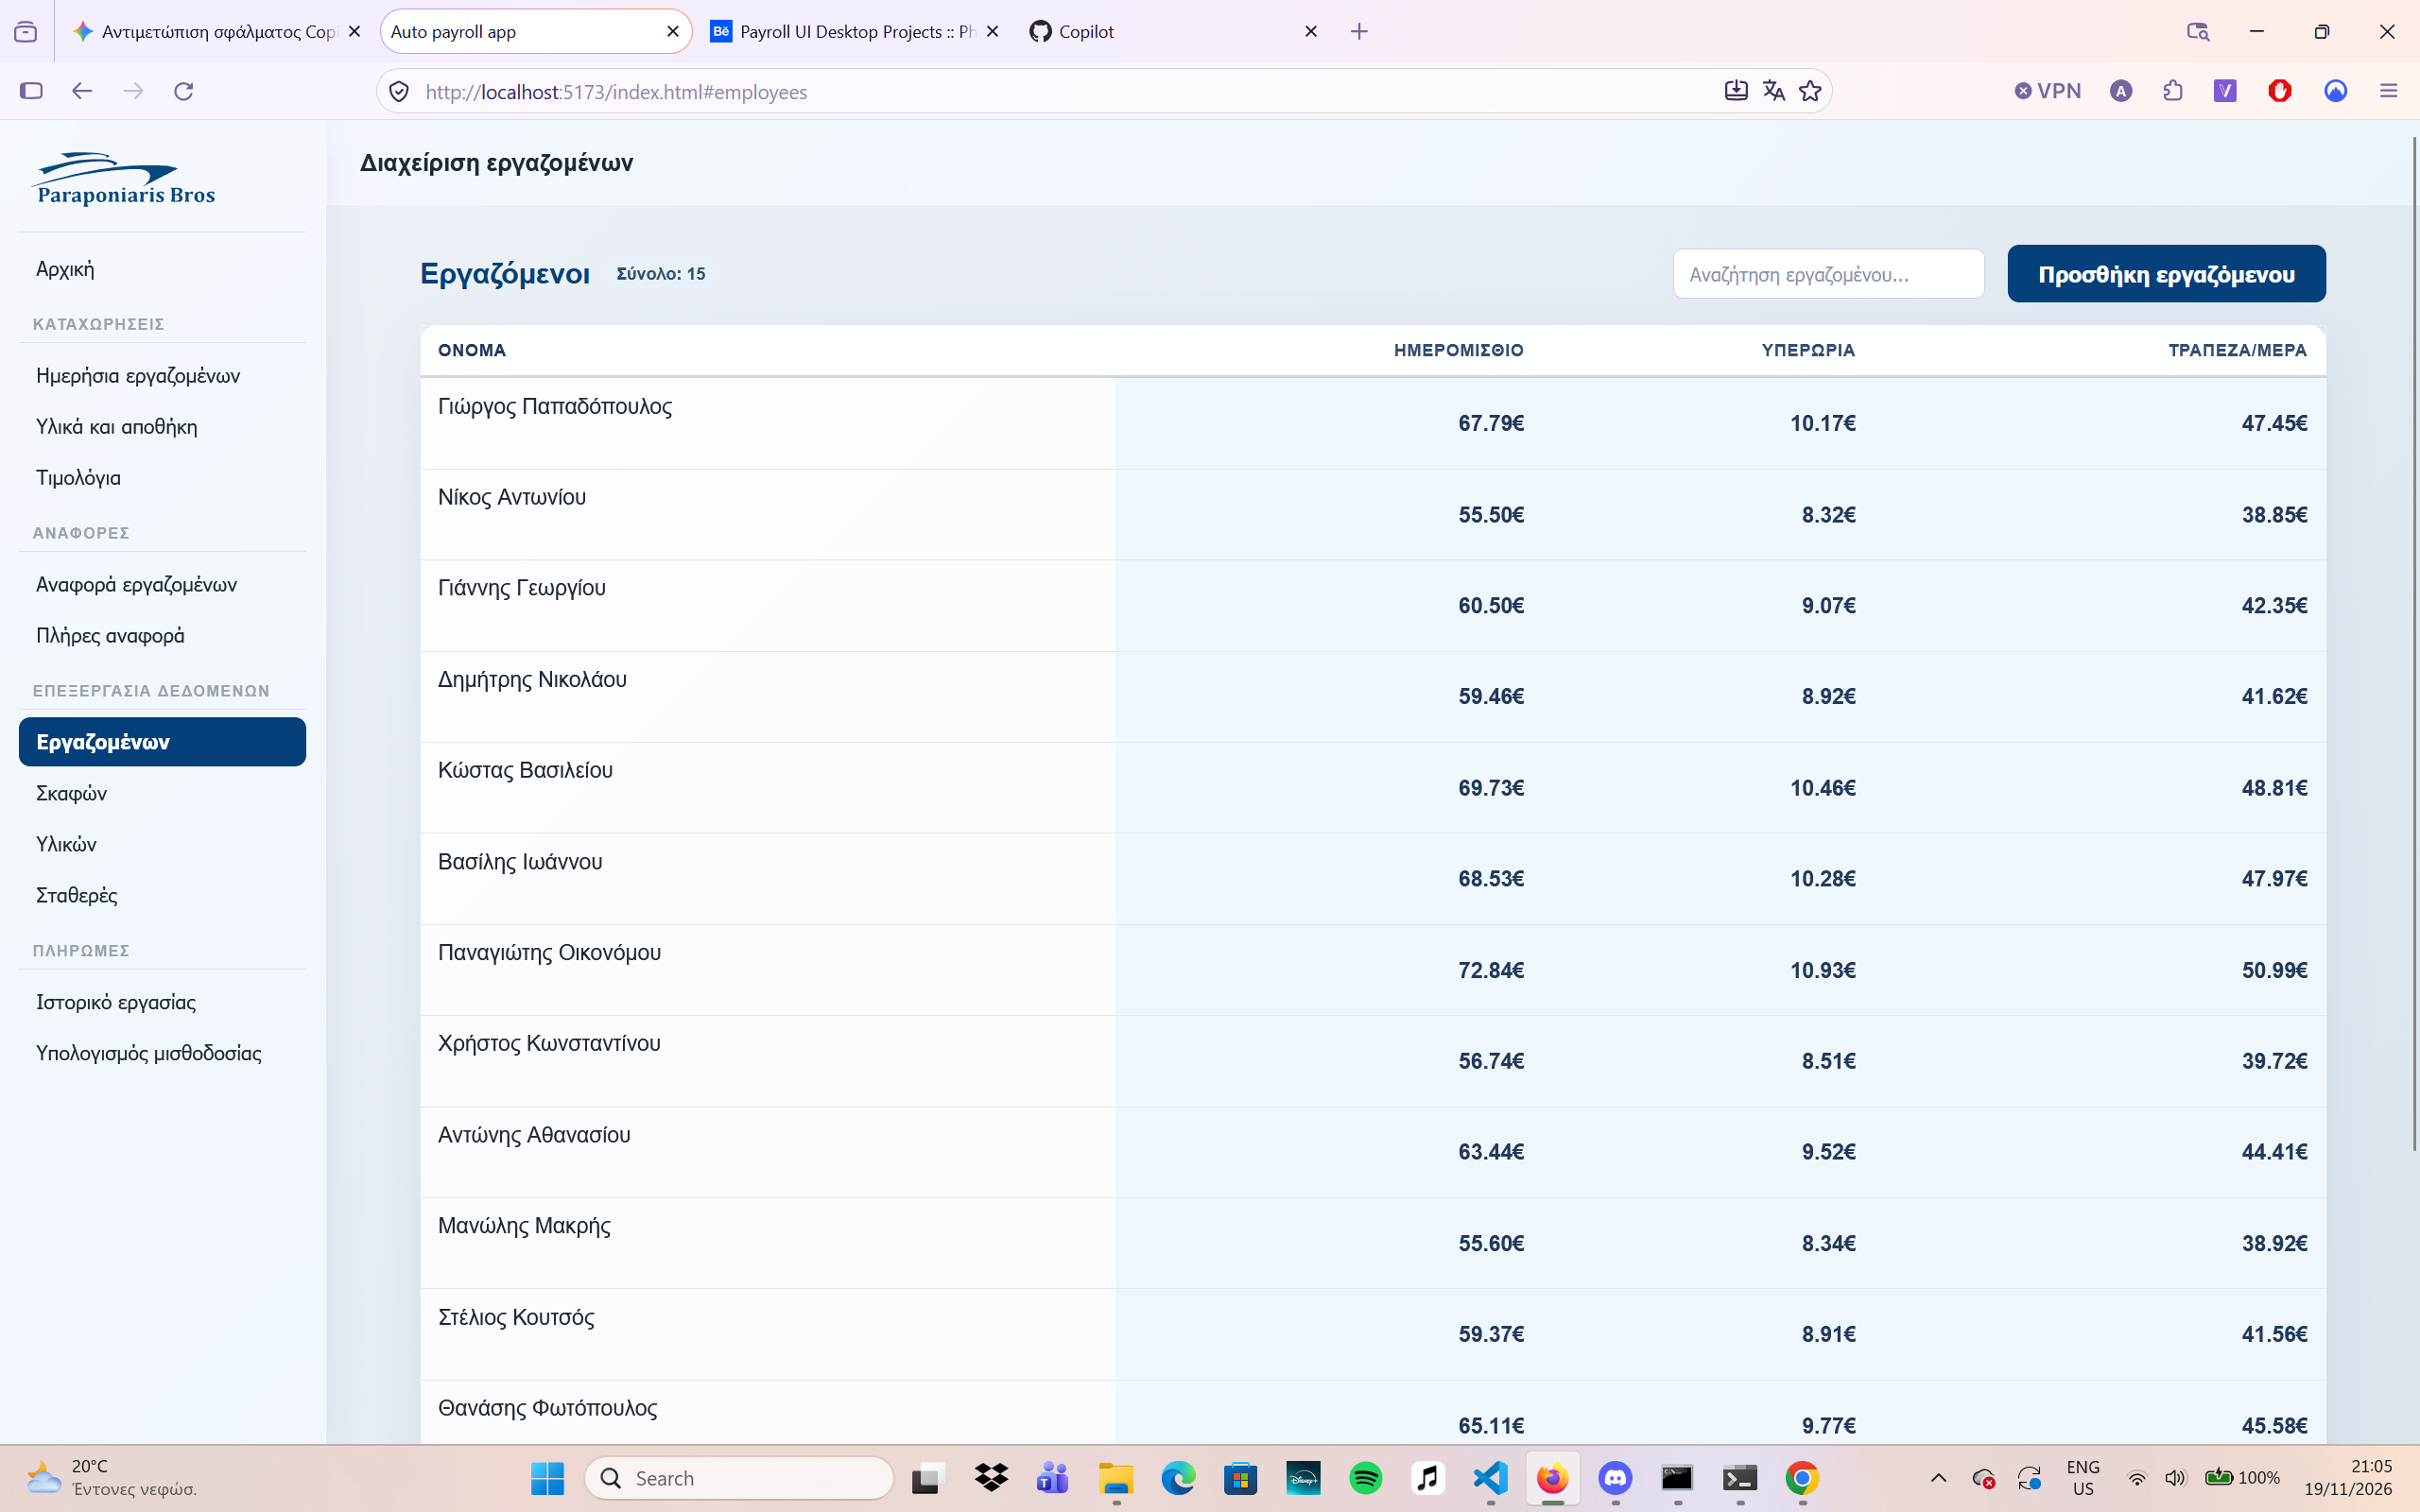 Αντιμετώπιση σφάλματος Copi
Auto payroll app
Bē Payroll UI Desktop Projects :: Ph
Copilot
http://localhost:5173/index.html#employees
VPN
A
V
Paraponiaris Bros
Αρχική
ΚΑΤΑΧΩΡΗΣΕΙΣ
Ημερήσια εργαζομένων
Υλικά και αποθήκη
Τιμολόγια
ΑΝΑΦΟΡΕΣ
Αναφορά εργαζομένων
Πλήρες αναφορά
ΕΠΕΞΕΡΓΑΣΙΑ ΔΕΔΟΜΕΝΩΝ
Εργαζομένων
Σκαφών
Υλικών
Σταθερές
ΠΛΗΡΩΜΕΣ
Ιστορικό εργασίας
Υπολογισμός μισθοδοσίας
Διαχείριση εργαζομένων
Εργαζόμενοι Σύνολο: 15
Αναζήτηση εργαζομένου...
Προσθήκη εργαζόμενου
ΟΝΟΜΑ ΗΜΕΡΟΜΙΣΘΙΟ ΥΠΕΡΩΡΙΑ ΤΡΑΠΕΖΑ/ΜΕΡΑ
Γιώργος Παπαδόπουλος 67.79€ 10.17€ 47.45€
Νίκος Αντωνίου 55.50€ 8.32€ 38.85€
Γιάννης Γεωργίου 60.50€ 9.07€ 42.35€
Δημήτρης Νικολάου 59.46€ 8.92€ 41.62€
Κώστας Βασιλείου 69.73€ 10.46€ 48.81€
Βασίλης Ιωάννου 68.53€ 10.28€ 47.97€
Παναγιώτης Οικονόμου 72.84€ 10.93€ 50.99€
Χρήστος Κωνσταντίνου 56.74€ 8.51€ 39.72€
Αντώνης Αθανασίου 63.44€ 9.52€ 44.41€
Μανώλης Μακρής 55.60€ 8.34€ 38.92€
Στέλιος Κουτσός 59.37€ 8.91€ 41.56€
Θανάσης Φωτόπουλος 65.11€ 9.77€ 45.58€
20°C
Έντονες νεφώσ.
Search
ENG
US
100%
21:05
19/11/2026